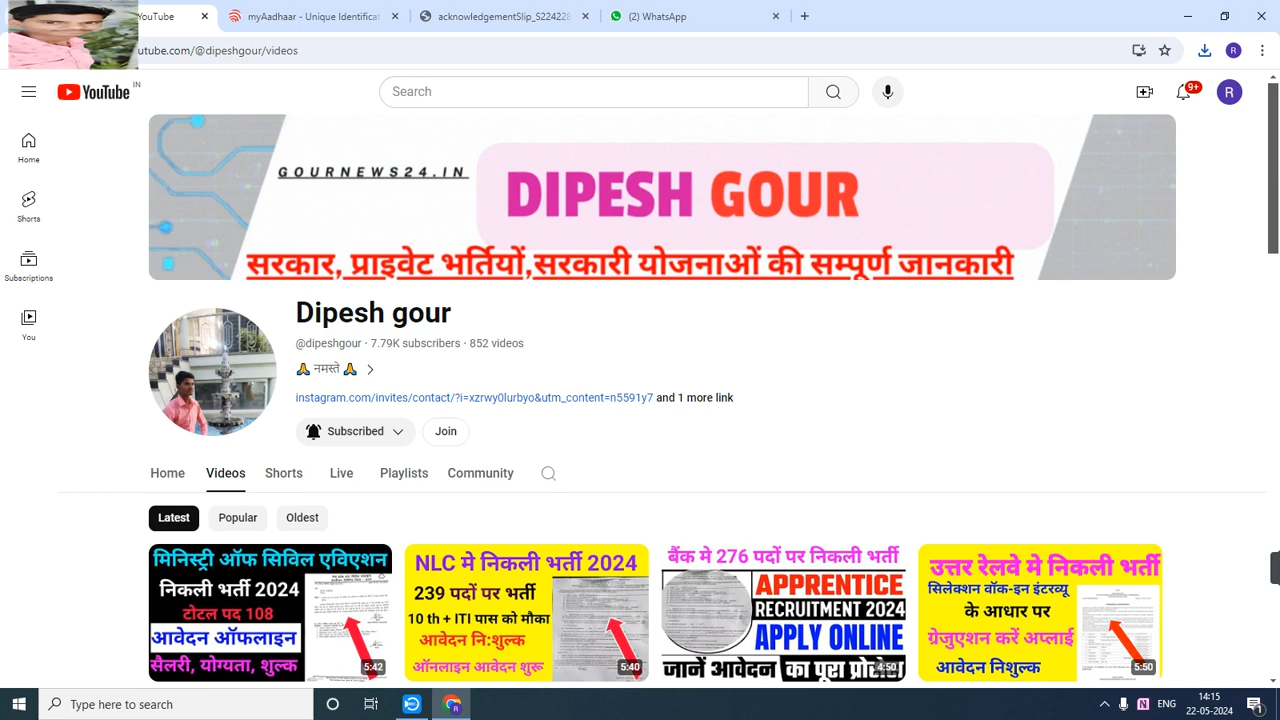 YouTube
myAadhaar - Unique Identificat
acknowledgem
(2) WhatsApp
utube.com/@dipeshgour/videos
YouTube IN
Search
9+
R
Home
Shorts
Subscriptions
You
GOURNEWS24.IN
DIPESH GOUR
सरकार, प्राइवेट भर्तियों,सरकारी योजनाओं की सम्पूर्ण जानकारी
Dipesh gour
@dipeshgour · 7.79K subscribers · 852 videos
🙏 नमस्ते 🙏
instagram.com/invites/contact/?i=xzrwy0lurbyo&utm_content=n5591y7 and 1 more link
Subscribed
Join
Home Videos Shorts Live Playlists Community
Latest Popular Oldest
मिनिस्ट्री ऑफ सिविल एविएशन
निकली भर्ती 2024
टोटल पद 108
आवेदन ऑफलाइन
सैलरी, योग्यता, शुल्क
5:42
NLC मे निकली भर्ती 2024
239 पदों पर भर्ती
10 th + ITI पास को मौका
आवेदन नि:शुल्क
ऑनलाइन आवेदन शुरू
5:40
बैंक मे 276 पदों पर निकली भर्ती
APPRENTICE
RECRUITMENT 2024
APPLY ONLINE
जानें आवेदन का पूरा प्रोसेस
4:50
उत्तर रेलवे मे निकली भर्ती
सिलेक्शन वॉक-इन इंटरव्यू
के आधार पर
ग्रेजुएशन करें अप्लाई
आवेदन निशुल्क
5:50
Type here to search
ENG
14:15
22-05-2024